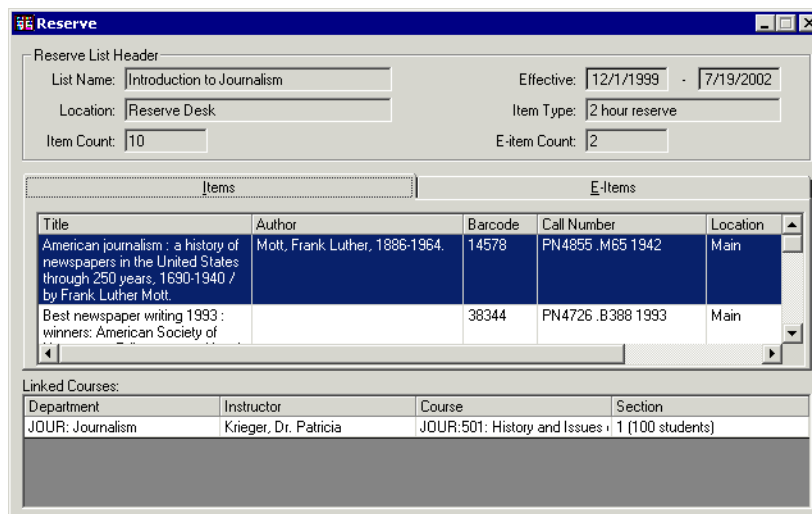 Reserve
Reserve List Header
List Name: Introduction to Journalism Effective: 12/1/1999 - 7/19/2002
Location: Reserve Desk Item Type: 2 hour reserve
Item Count: 10 E-item Count: 2
Items E-Items
Title Author Barcode Call Number Location
American journalism : a history of Mott, Frank Luther, 1886-1964. 14578 PN4855 .M65 1942 Main
newspapers in the United States
through 250 years, 1690-1940 /
by Frank Luther Mott.
Best newspaper writing 1993 : 38344 PN4726 .B388 1993 Main
winners: American Society of
Linked Courses:
Department Instructor Course Section
JOUR: Journalism Krieger, Dr. Patricia JOUR:501: History and Issues 1 (100 students)